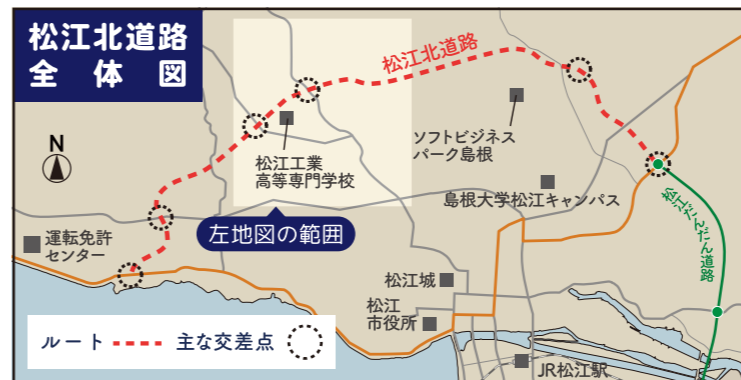 松江北道路
全体図
N
松江北道路
ソフトビジネス
パーク島根
松江工業
高等専門学校
島根大学松江キャンパス
松江だんだん道路
左地図の範囲
運転免許
センター
松江城
松江
市役所
ルート
主な交差点
JR松江駅